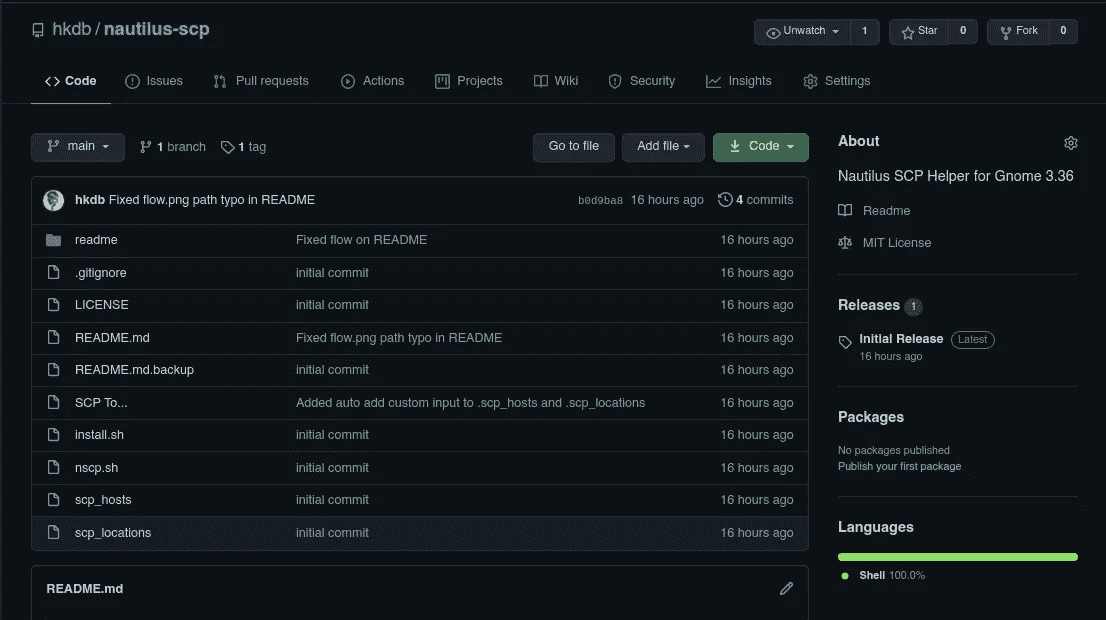 hkdb / nautilus-scp
Unwatch 1 Star 0 Fork 0
Code Issues Pull requests Actions Projects Wiki Security Insights Settings
main 1 branch 1 tag Go to file Add file Code
hkdb Fixed flow.png path typo in README b0d9ba8 16 hours ago 4 commits
readme Fixed flow on README 16 hours ago
.gitignore initial commit 16 hours ago
LICENSE initial commit 16 hours ago
README.md Fixed flow.png path typo in README 16 hours ago
README.md.backup initial commit 16 hours ago
SCP To... Added auto add custom input to .scp_hosts and .scp_locations 16 hours ago
install.sh initial commit 16 hours ago
nscp.sh initial commit 16 hours ago
scp_hosts initial commit 16 hours ago
scp_locations initial commit 16 hours ago
README.md
About
Nautilus SCP Helper for Gnome 3.36
Readme
MIT License
Releases 1
Initial Release Latest
16 hours ago
Packages
No packages published
Publish your first package
Languages
Shell 100.0%